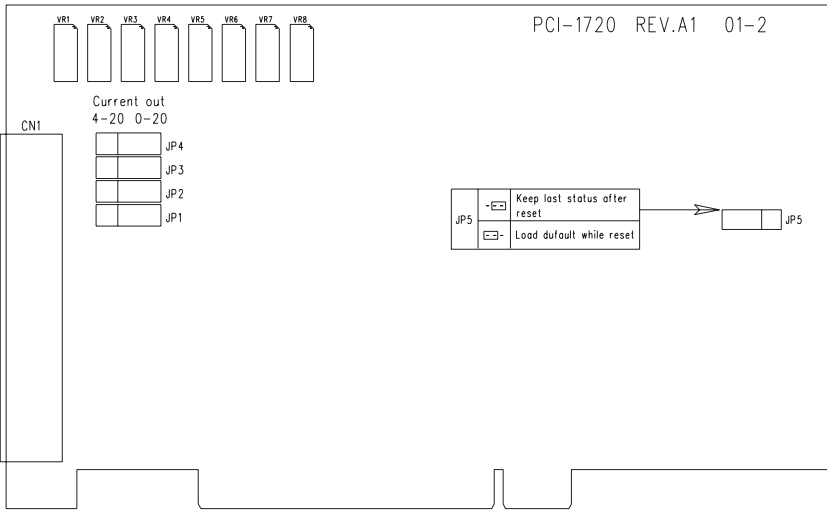 VR1 VR2 VR3 VR4 VR5 VR6 VR7 VR8
PCI-1720 REV.A1 01-2
Current out
4-20 0-20
CN1
JP4
JP3
JP2
JP1
JP5
Keep last status after
reset
Load dufault while reset
JP5